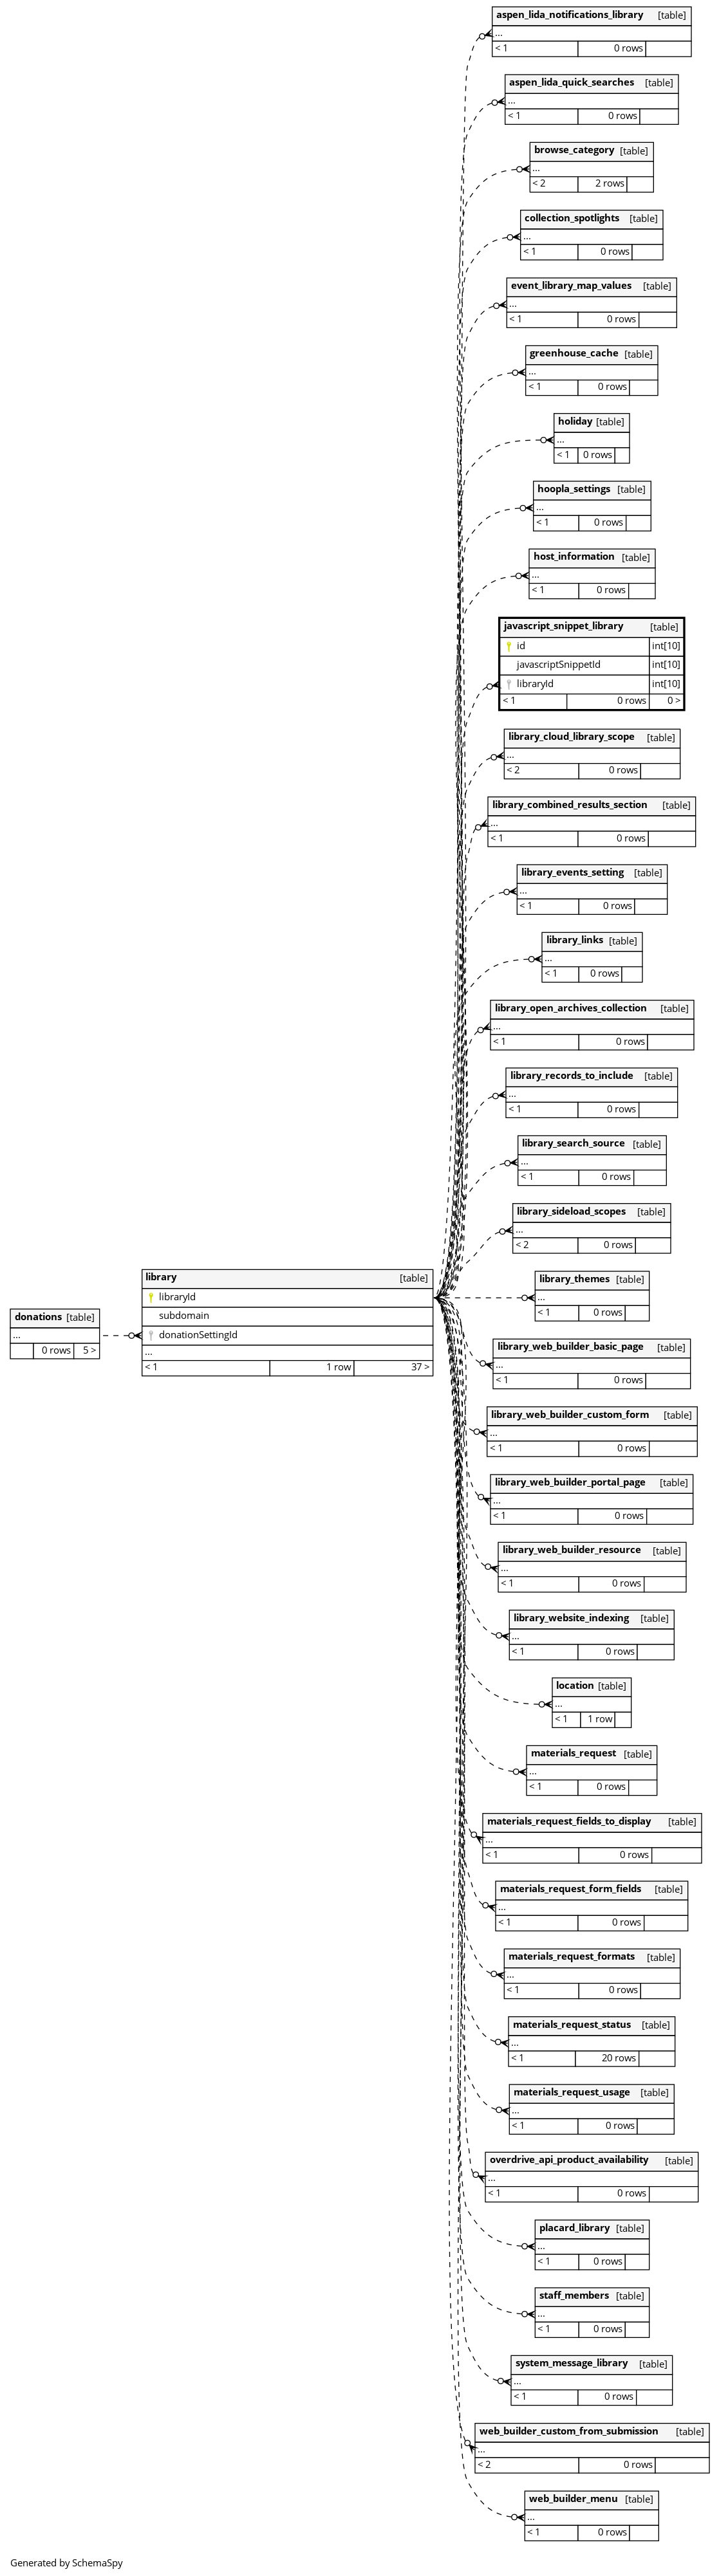 aspen_lida_notifications_library [table]
...
< 1 0 rows
aspen_lida_quick_searches [table]
...
< 1 0 rows
browse_category [table]
...
< 2 2 rows
collection_spotlights [table]
...
< 1 0 rows
event_library_map_values [table]
...
< 1 0 rows
greenhouse_cache [table]
...
< 1 0 rows
holiday [table]
...
< 1 0 rows
hoopla_settings [table]
...
< 1 0 rows
host_information [table]
...
< 1 0 rows
javascript_snippet_library [table]
id int[10]
javascriptSnippetId int[10]
libraryId int[10]
< 1 0 rows 0 >
library_cloud_library_scope [table]
...
< 2 0 rows
library_combined_results_section [table]
...
< 1 0 rows
library_events_setting [table]
...
< 1 0 rows
library_links [table]
...
< 1 0 rows
library_open_archives_collection [table]
...
< 1 0 rows
library_records_to_include [table]
...
< 1 0 rows
library_search_source [table]
...
< 1 0 rows
library_sideload_scopes [table]
...
< 2 0 rows
donations [table]
...
0 rows 5 >
library [table]
libraryId
subdomain
donationSettingId
...
< 1 1 row 37 >
library_themes [table]
...
< 1 0 rows
library_web_builder_basic_page [table]
...
< 1 0 rows
library_web_builder_custom_form [table]
...
< 1 0 rows
library_web_builder_portal_page [table]
...
< 1 0 rows
library_web_builder_resource [table]
...
< 1 0 rows
library_website_indexing [table]
...
< 1 0 rows
location [table]
...
< 1 1 row
materials_request [table]
...
< 1 0 rows
materials_request_fields_to_display [table]
...
< 1 0 rows
materials_request_form_fields [table]
...
< 1 0 rows
materials_request_formats [table]
...
< 1 0 rows
materials_request_status [table]
...
< 1 20 rows
materials_request_usage [table]
...
< 1 0 rows
overdrive_api_product_availability [table]
...
< 1 0 rows
placard_library [table]
...
< 1 0 rows
staff_members [table]
...
< 1 0 rows
system_message_library [table]
...
< 1 0 rows
web_builder_custom_from_submission [table]
...
< 2 0 rows
web_builder_menu [table]
...
< 1 0 rows
Generated by SchemaSpy